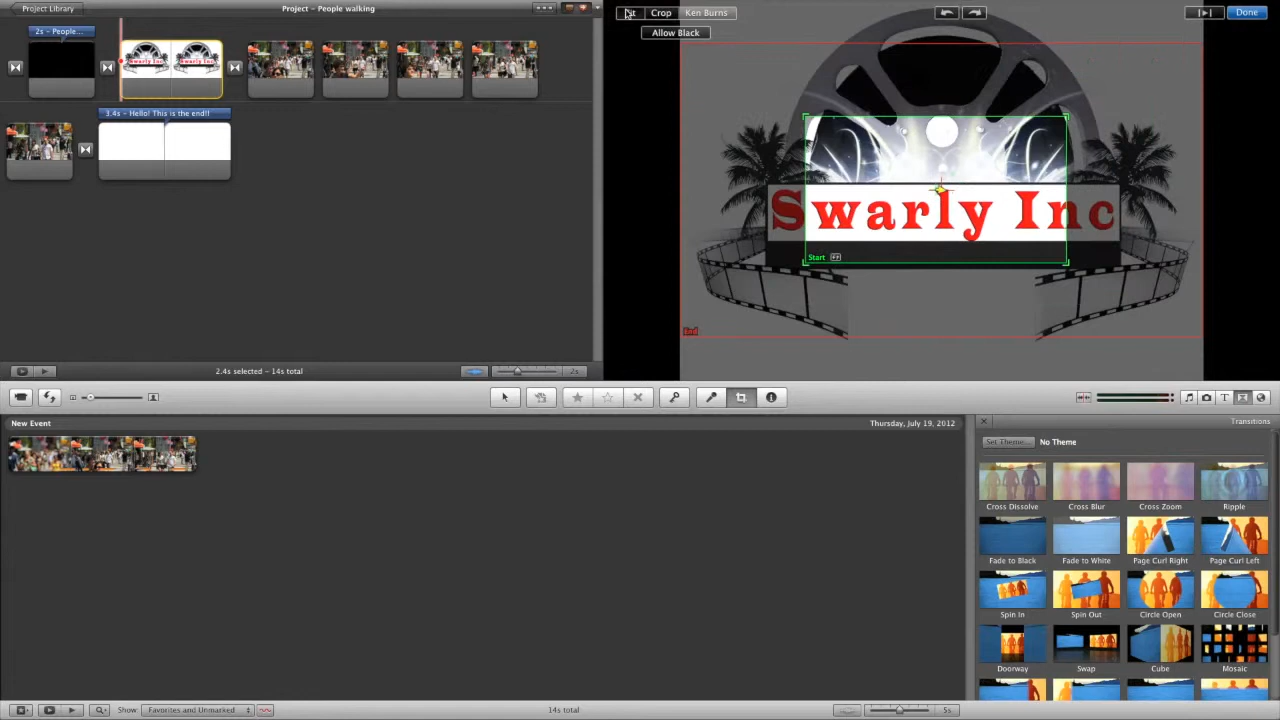 Project Library
Project - People walking
Fit
Crop
Ken Burns
Done
Allow Black
2s - People...
3.4s - Hello! This is the end!!
Swarly Inc
Start
End
2.4s selected - 14s total
2s
New Event
Thursday, July 19, 2012
Transitions
Set Theme...
No Theme
Cross Dissolve
Cross Blur
Cross Zoom
Ripple
Fade to Black
Fade to White
Page Curl Right
Page Curl Left
Spin In
Spin Out
Circle Open
Circle Close
Doorway
Swap
Cube
Mosaic
Show:
Favorites and Unmarked
14s total
5s